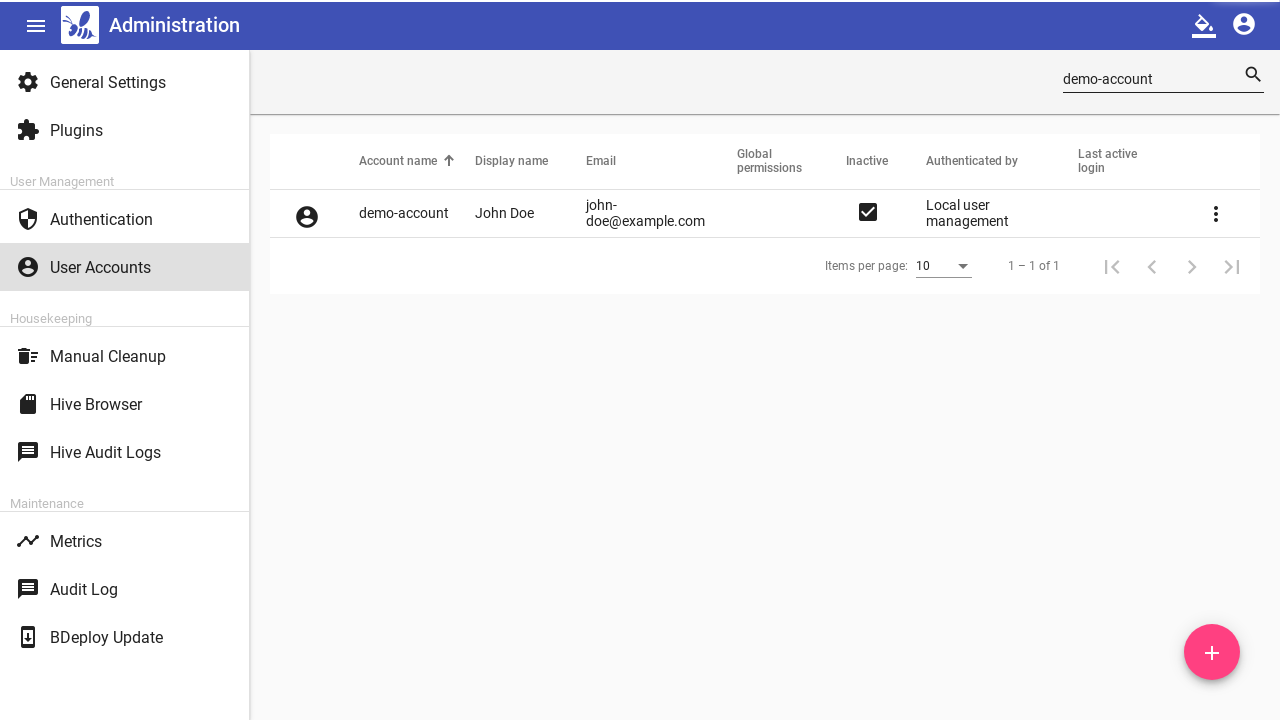 Administration
General Settings
Plugins
User Management
Authentication
User Accounts
Housekeeping
Manual Cleanup
Hive Browser
Hive Audit Logs
Maintenance
Metrics
Audit Log
BDeploy Update
demo-account
Account name
Display name
Email
Global
permissions
Inactive
Authenticated by
Last active
login
demo-account
John Doe
john-
doe@example.com
Local user
management
Items per page:
10
1 – 1 of 1